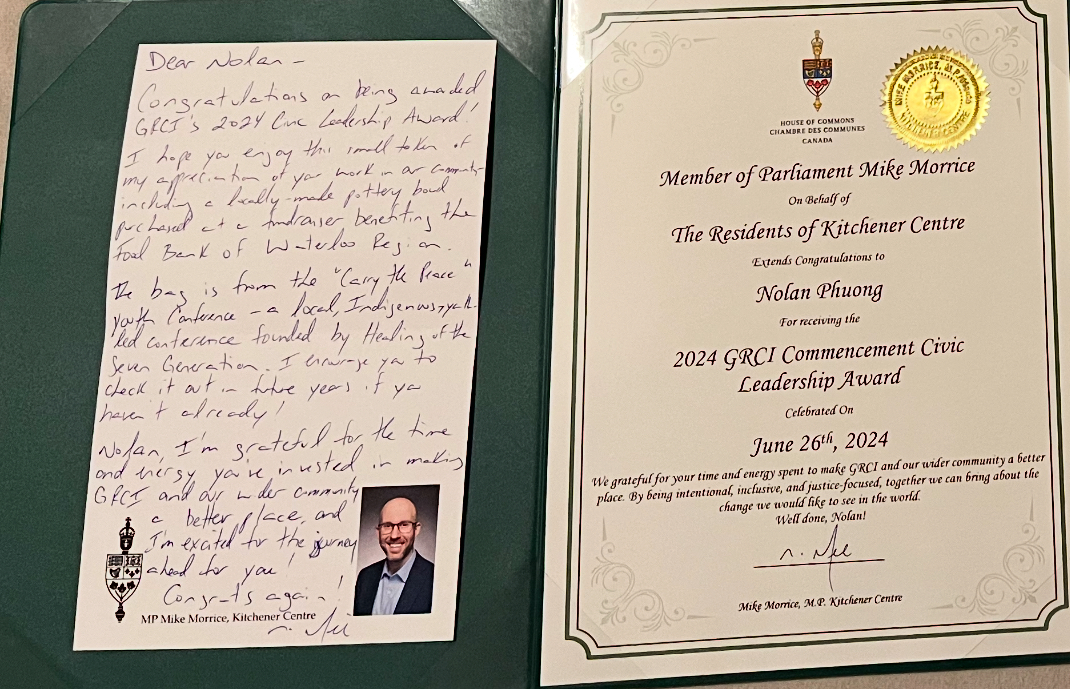 Dear Nolan -
Congratulations on being awarded
GRCI's 2024 Civic Leadership Award!
I hope you enjoy this small token of
my appreciation of your work in our community-
including a locally-made pottery bowl
purchased at a fundraiser benefiting the
Food Bank of Waterloo Region.
The bag is from the "Carry the Peace"
Youth Conference - a local, Indigenous youth-
led conference founded by Healing of the
Seven Generation. I encourage you to
check it out in future years if you
haven't already!
Nolan, I'm grateful for the time
and energy you've invested in making
GRCI and our wider community
a better place, and
I'm excited for the journey
ahead for you!
Congrats again!
MP Mike Morrice, Kitchener Centre
HOUSE OF COMMONS
CHAMBRE DES COMMUNES
CANADA
MIKE MORRICE, M.P.
KITCHENER CENTRE
Member of Parliament Mike Morrice
On Behalf of
The Residents of Kitchener Centre
Extends Congratulations to
Nolan Phuong
For receiving the
2024 GRCI Commencement Civic
Leadership Award
Celebrated On
June 26th, 2024
We grateful for your time and energy spent to make GRCI and our wider community a better
place. By being intentional, inclusive, and justice-focused, together we can bring about the
change we would like to see in the world.
Well done, Nolan!
Mike Morrice, M.P. Kitchener Centre